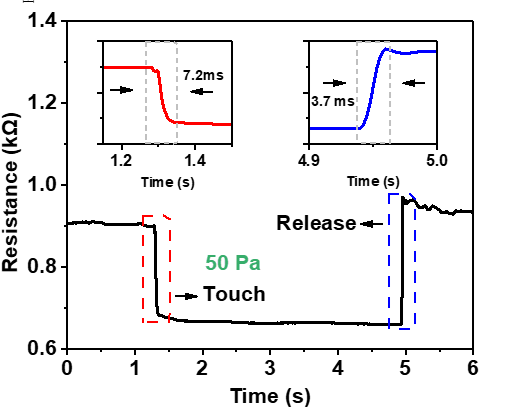 1.4
1.2
1.0
0.8
0.6
Resistance (kΩ)
7.2ms
1.2
1.4
Time (s)
3.7 ms
4.9
5.0
Time (s)
Release
50 Pa
Touch
0
1
2
3
4
5
6
Time (s)